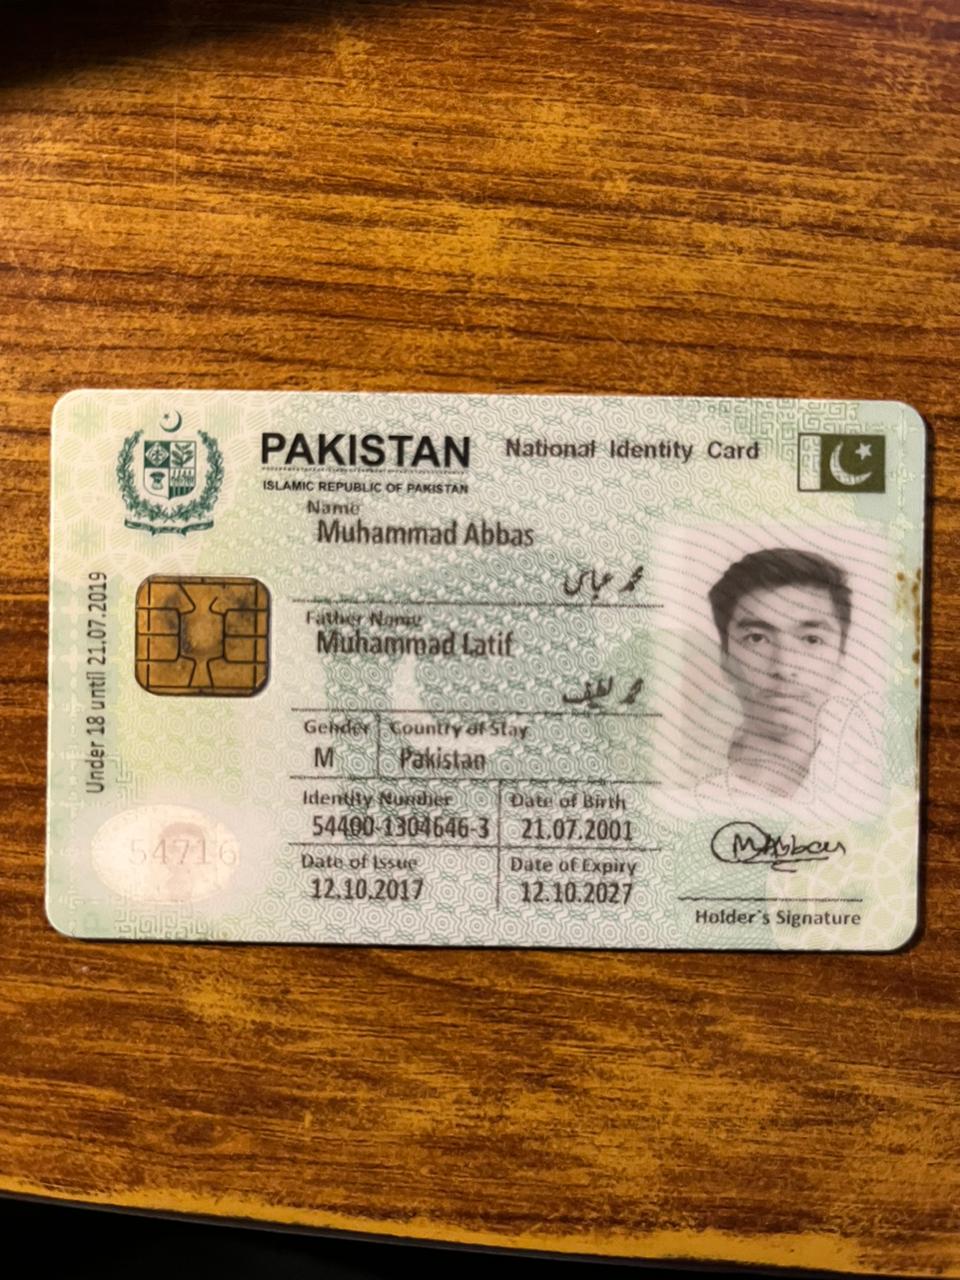 PAKISTAN National Identity Card
ISLAMIC REPUBLIC OF PAKISTAN
Name
Muhammad Abbas
محمد عباس
Father Name
Muhammad Latif
محمد لطیف
Gender Country of Stay
M Pakistan
Identity Number Date of Birth
54400-1304646-3 21.07.2001
Date of Issue Date of Expiry
12.10.2017 12.10.2027
Under 18 until 21.07.2019
54716
M Abbas
Holder's Signature